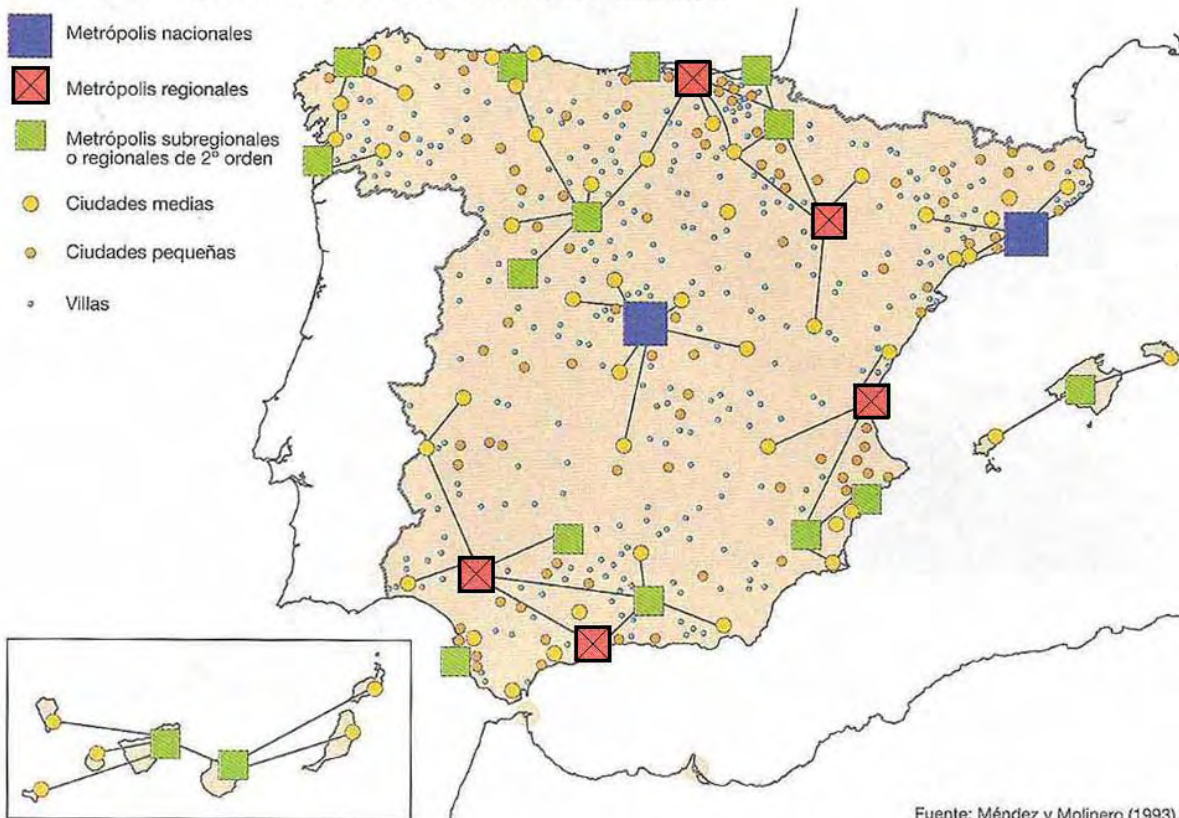 Metrópolis nacionales
Metrópolis regionales
Metrópolis subregionales
o regionales de 2º orden
Ciudades medias
Ciudades pequeñas
Villas
Fuente: Méndez y Molinero (1993)